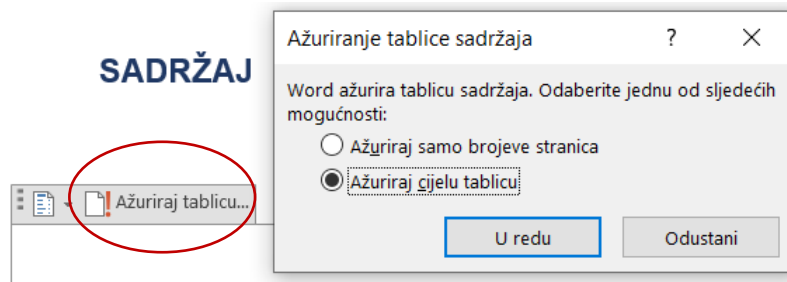 SADRŽAJ
Ažuriraj tablicu...
Ažuriranje tablice sadržaja
Word ažurira tablicu sadržaja. Odaberite jednu od sljedećih
mogućnosti:
Ažuriraj samo brojeve stranica
Ažuriraj cijelu tablicu
U redu
Odustani